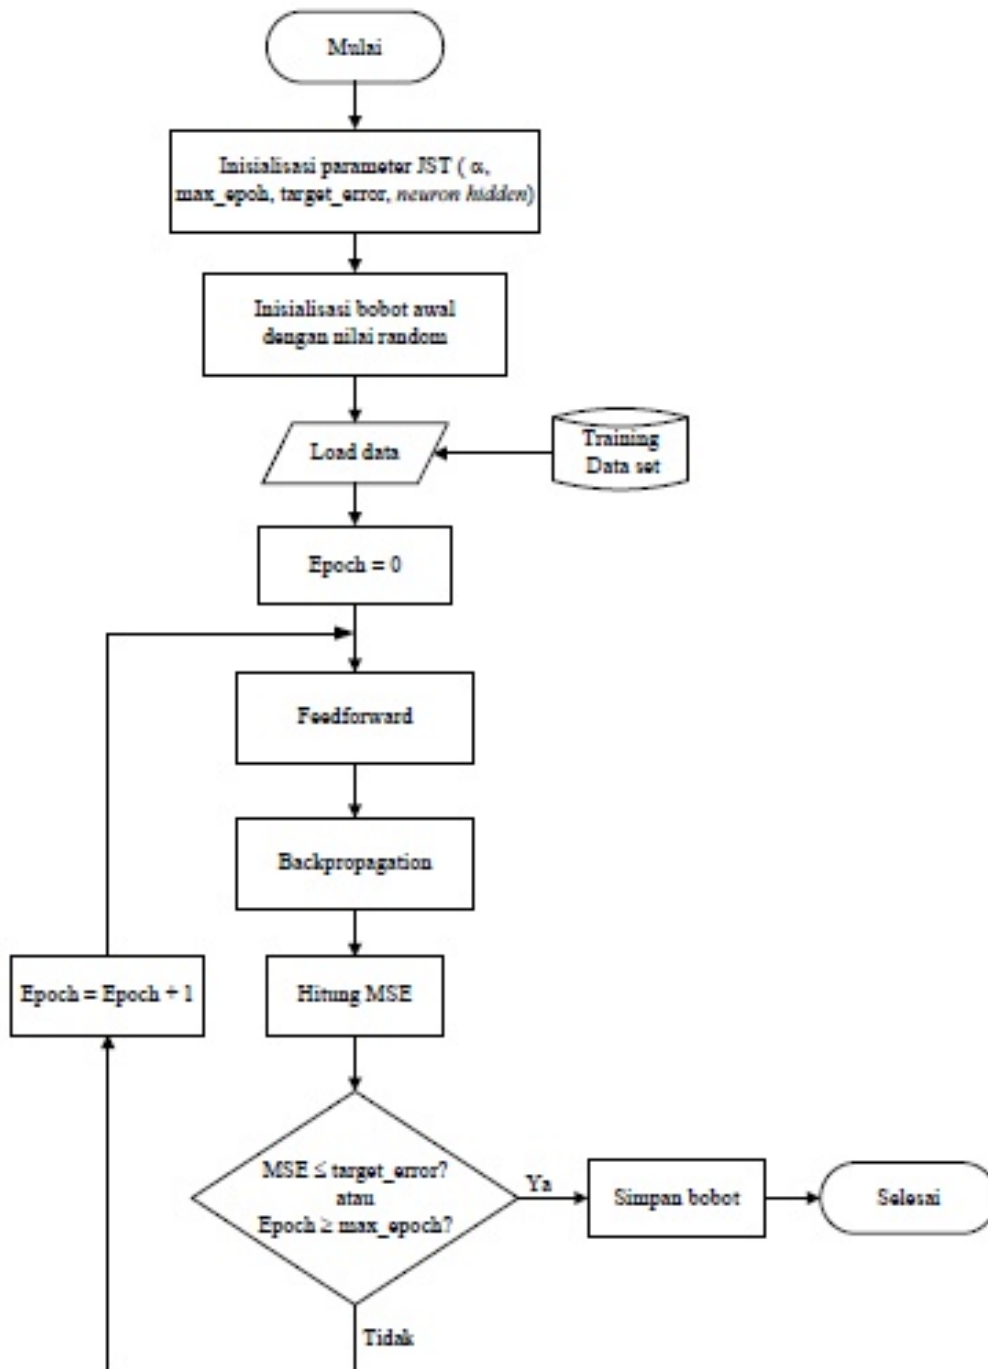 Mulai
Inisialisasi parameter JST ( α,
max_epoh, target_error, neuron hidden)
Inisialisasi bobot awal
dengan nilai random
Load data
Training
Data set
Epoch = 0
Feedforward
Backpropagation
Epoch = Epoch + 1
Hitung MSE
MSE ≤ target_error?
atau
Epoch ≥ max_epoch?
Ya
Simpan bobot
Selesai
Tidak